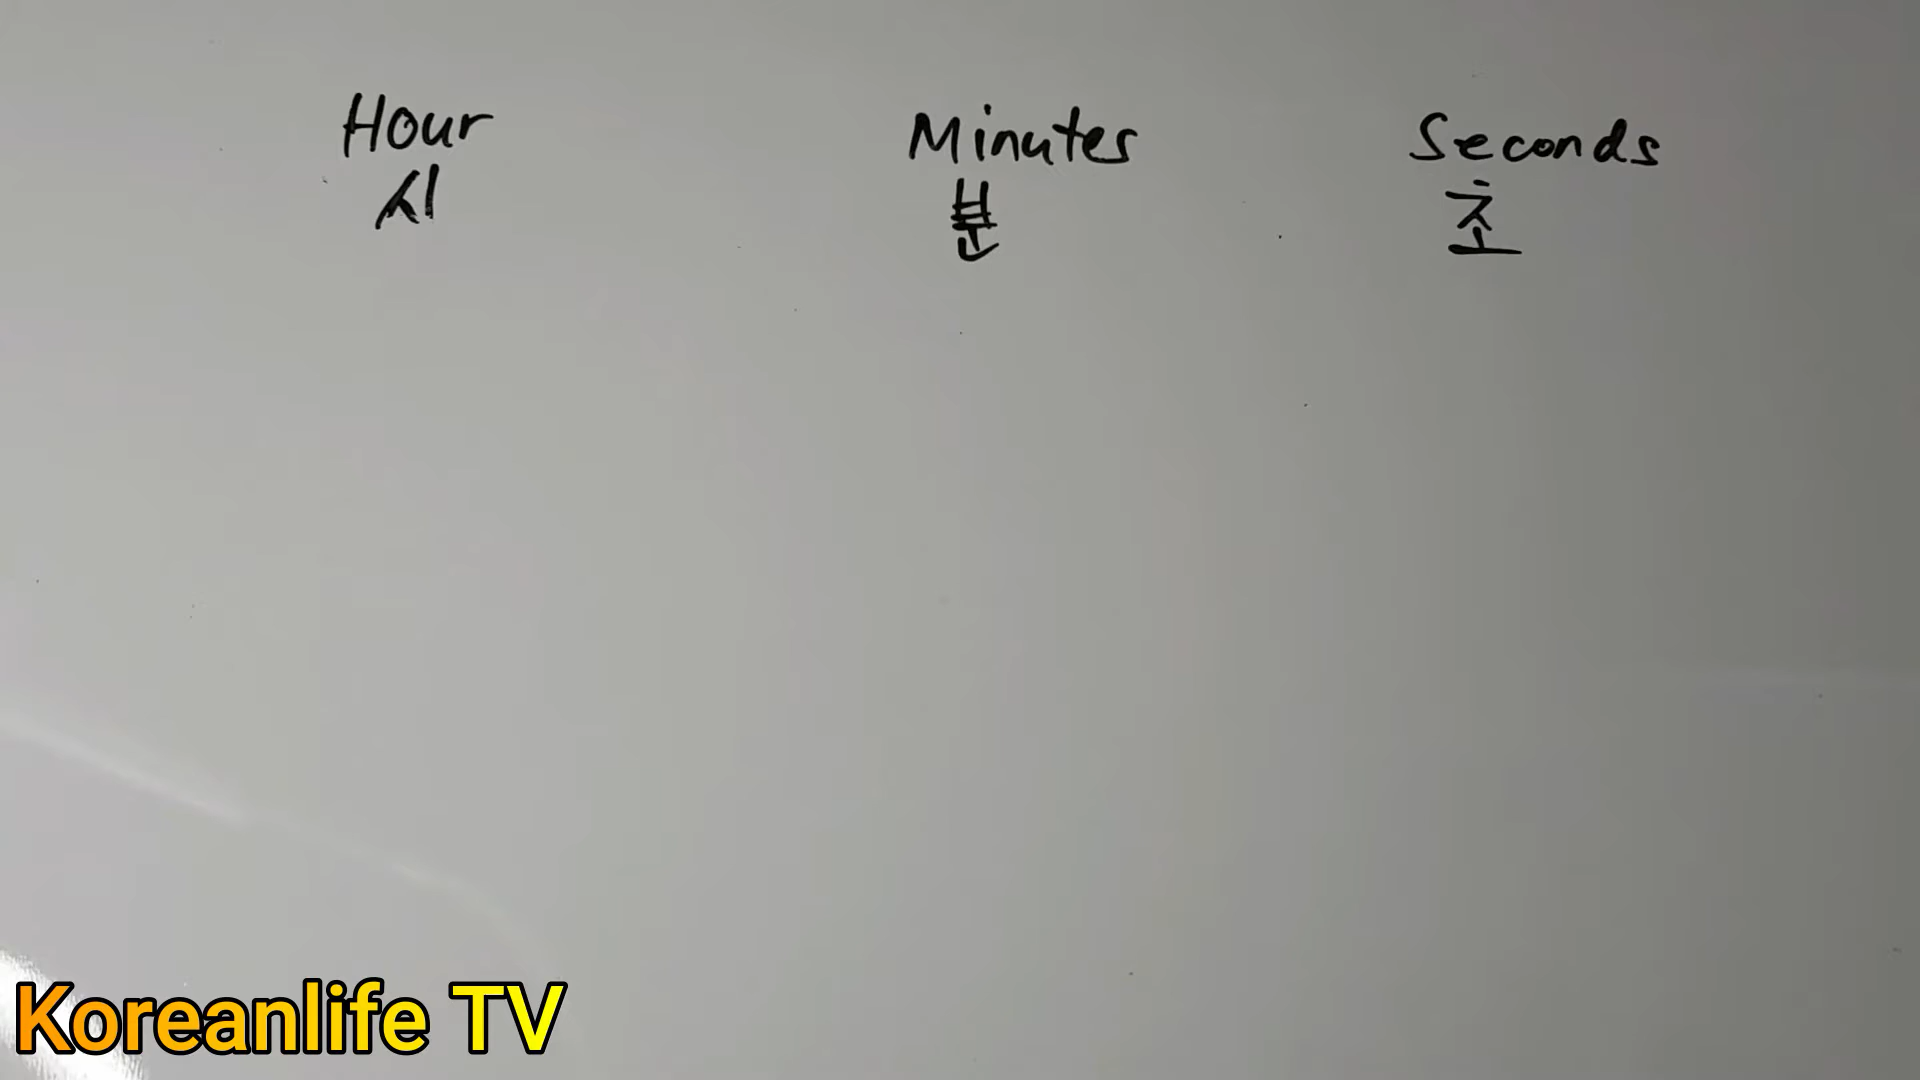 Hour Minutes Seconds
시 분 초
Koreanlife TV